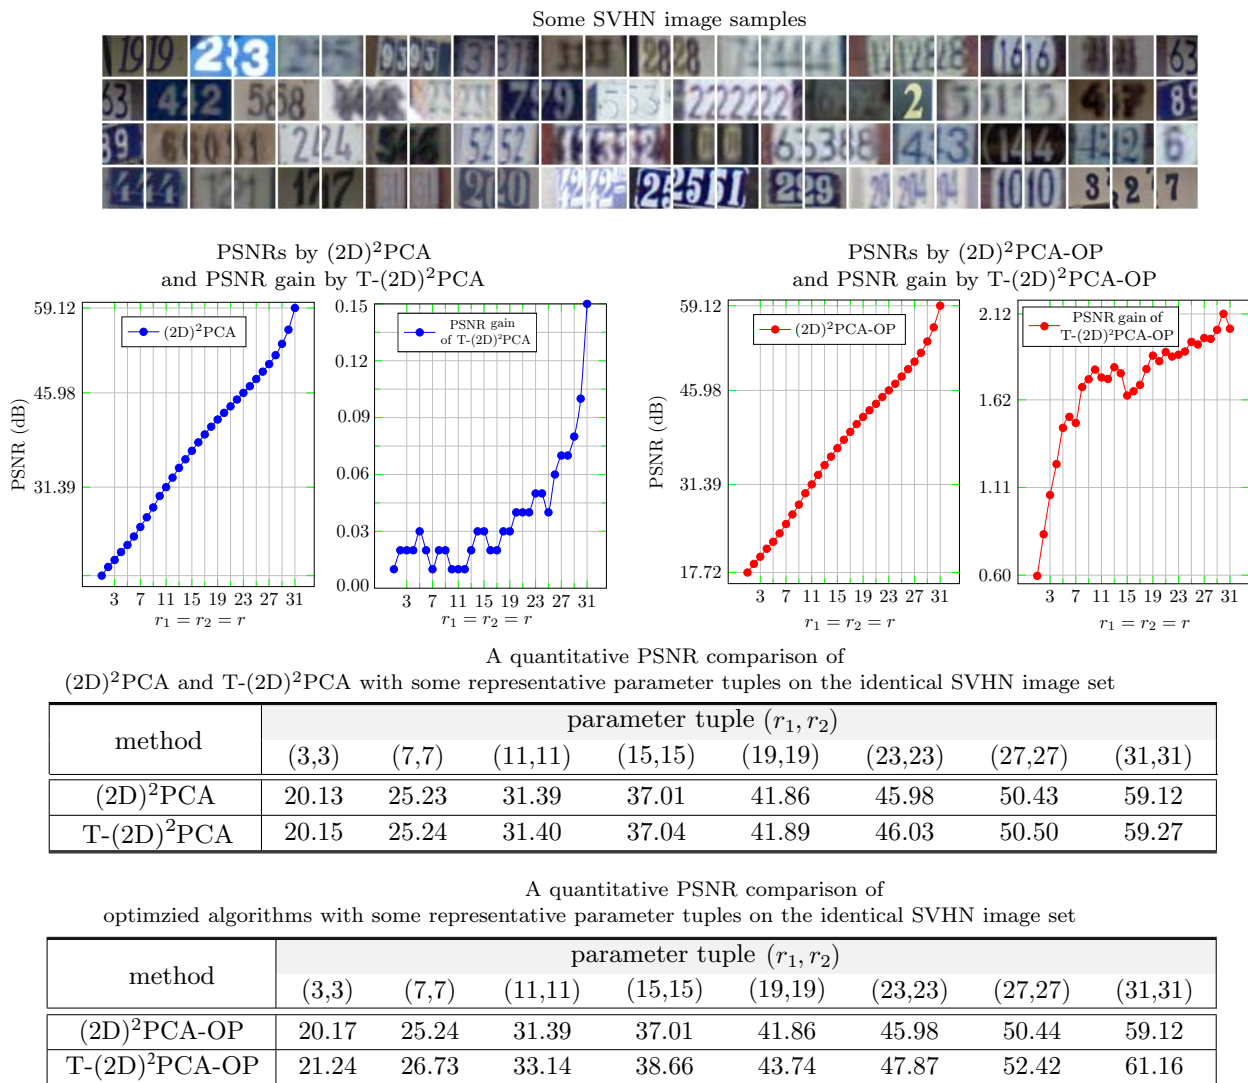 Some SVHN image samples
PSNRs by (2D)²PCA
and PSNR gain by T-(2D)²PCA
59.12
45.98
31.39
PSNR (dB)
(2D)²PCA
3 7 11 15 19 23 27 31
r₁ = r₂ = r
0.15
0.12
0.09
0.06
0.03
0.00
PSNR gain
of T-(2D)²PCA
3 7 11 15 19 23 27 31
PSNRs by (2D)²PCA-OP
and PSNR gain by T-(2D)²PCA-OP
59.12
45.98
31.39
17.72
PSNR (dB)
(2D)²PCA-OP
3 7 11 15 19 23 27 31
2.12
1.62
1.11
0.60
PSNR gain of
T-(2D)²PCA-OP
3 7 11 15 19 23 27 31
r₁ = r₂ = r
A quantitative PSNR comparison of
(2D)²PCA and T-(2D)²PCA with some representative parameter tuples on the identical SVHN image set
method
parameter tuple (r₁, r₂)
(3,3) (7,7) (11,11) (15,15) (19,19) (23,23) (27,27) (31,31)
(2D)²PCA 20.13 25.23 31.39 37.01 41.86 45.98 50.43 59.12
T-(2D)²PCA 20.15 25.24 31.40 37.04 41.89 46.03 50.50 59.27
A quantitative PSNR comparison of
optimzied algorithms with some representative parameter tuples on the identical SVHN image set
method
parameter tuple (r₁, r₂)
(3,3) (7,7) (11,11) (15,15) (19,19) (23,23) (27,27) (31,31)
(2D)²PCA-OP 20.17 25.24 31.39 37.01 41.86 45.98 50.44 59.12
T-(2D)²PCA-OP 21.24 26.73 33.14 38.66 43.74 47.87 52.42 61.16